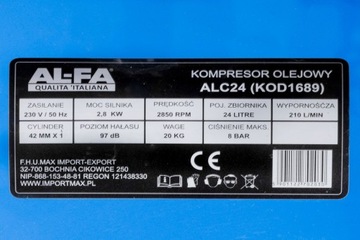 AL-FA
QUALITA 'ITALIANA
KOMPRESOR OLEJOWY
ALC24 (KOD1689)
ZASILANIE MOC SILNIKA PRĘDKOŚĆ POJ. ZBIORNIKA WYPORNOŚĆZA
230 V / 50 Hz 2,8 KW 2850 RPM 24 LITRE 210 L/MIN
CYLINDER POZIOM HAŁASU WAGE CIŚNIENIE MAKS.
42 MM X 1 97 dB 20 KG 8 BAR
F.H.U.MAX IMPORT-EXPORT
32-700 BOCHNIA CIKOWICE 250
NIP-868-153-48-81 REGON 121438330
WWW.IMPORTMAX.PL
CE